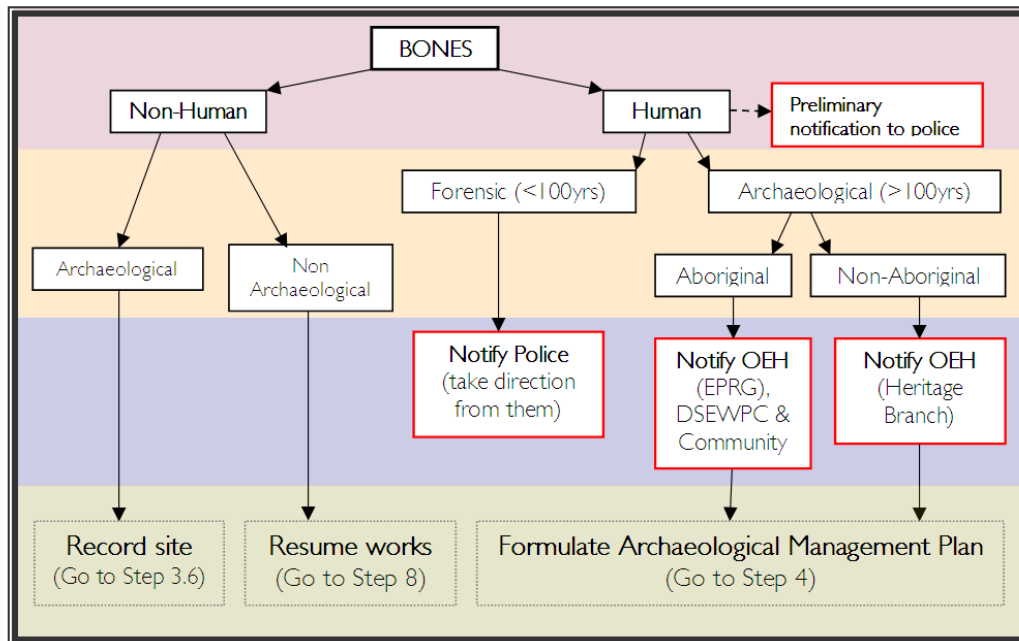 BONES
Non-Human
Human
Preliminary
notification to police
Forensic (<100yrs)
Archaeological (>100yrs)
Archaeological
Non
Archaeological
Aboriginal
Non-Aboriginal
Notify Police
(take direction
from them)
Notify OEH
(EPRG),
DSEWPC &
Community
Notify OEH
(Heritage
Branch)
Record site
(Go to Step 3.6)
Resume works
(Go to Step 8)
Formulate Archaeological Management Plan
(Go to Step 4)